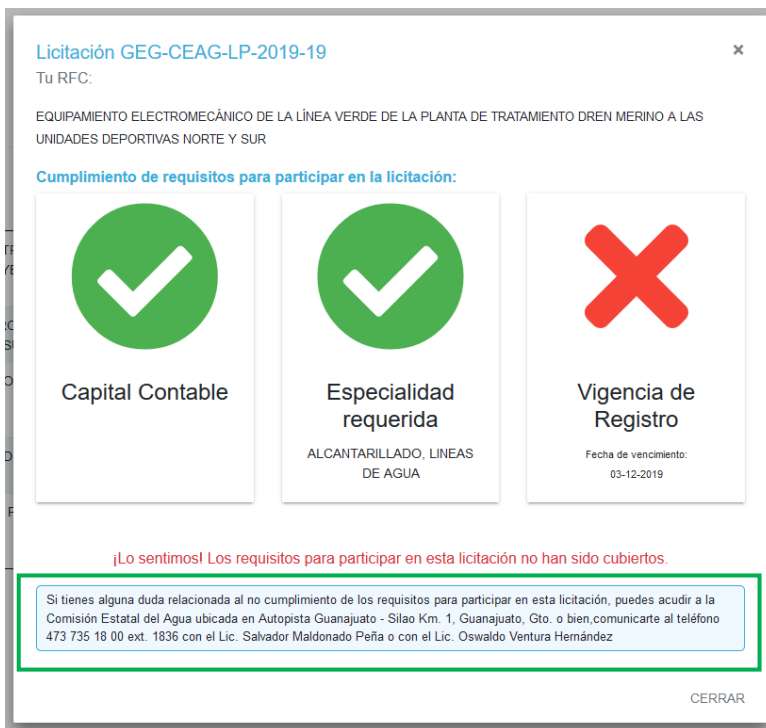 Licitación GEG-CEAG-LP-2019-19
×
Tu RFC:
EQUIPAMIENTO ELECTROMECÁNICO DE LA LÍNEA VERDE DE LA PLANTA DE TRATAMIENTO DREN MERINO A LAS
UNIDADES DEPORTIVAS NORTE Y SUR
Cumplimiento de requisitos para participar en la licitación:
Capital Contable
Especialidad
requerida
ALCANTARILLADO, LINEAS
DE AGUA
Vigencia de
Registro
Fecha de vencimiento:
03-12-2019
¡Lo sentimos! Los requisitos para participar en esta licitación no han sido cubiertos.
Si tienes alguna duda relacionada al no cumplimiento de los requisitos para participar en esta licitación, puedes acudir a la
Comisión Estatal del Agua ubicada en Autopista Guanajuato - Silao Km. 1, Guanajuato, Gto. o bien,comunicarte al teléfono
473 735 18 00 ext. 1836 con el Lic. Salvador Maldonado Peña o con el Lic. Oswaldo Ventura Hernández
CERRAR